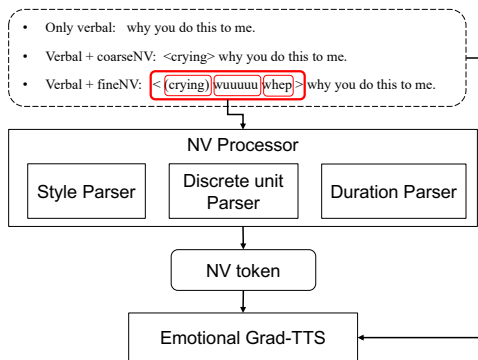 • Only verbal: why you do this to me.
• Verbal + coarseNV: <crying> why you do this to me.
• Verbal + fineNV: < (crying) wuuuuu whep > why you do this to me.
NV Processor
Style Parser
Discrete unit
Parser
Duration Parser
NV token
Emotional Grad-TTS